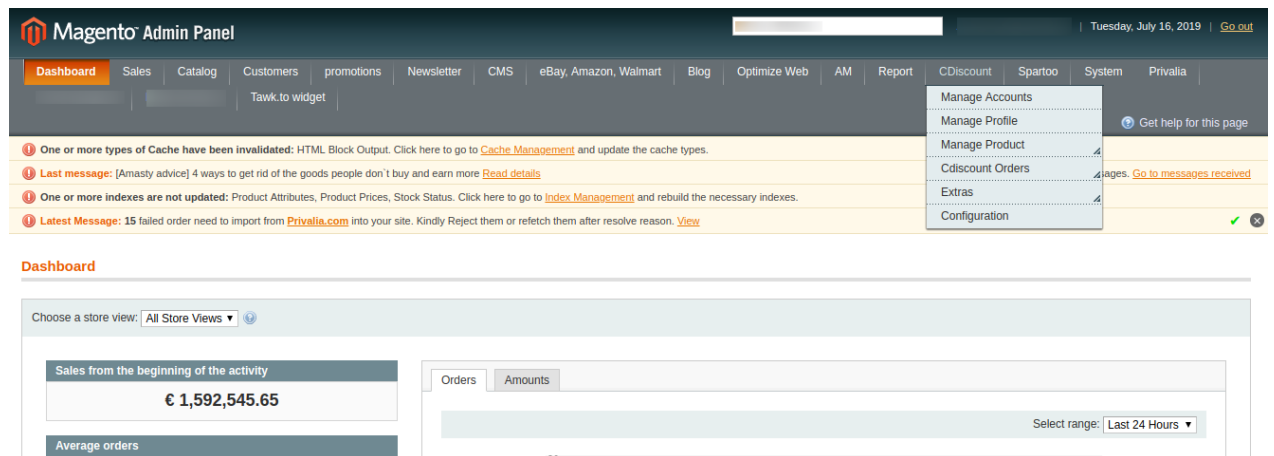 Magento Admin Panel
Tuesday, July 16, 2019 | Go out
Dashboard Sales Catalog Customers promotions Newsletter CMS eBay, Amazon, Walmart Blog Optimize Web AM Report CDiscount Spartoo System Privalia
Tawk.to widget
Manage Accounts
Manage Profile
Manage Product
Cdiscount Orders
Extras
Configuration
Get help for this page
One or more types of Cache have been invalidated: HTML Block Output. Click here to go to Cache Management and update the cache types.
Last message: [Amasty advice] 4 ways to get rid of the goods people don`t buy and earn more Read details
Go to messages received
One or more indexes are not updated: Product Attributes, Product Prices, Stock Status. Click here to go to Index Management and rebuild the necessary indexes.
Latest Message: 15 failed order need to import from Privalia.com into your site. Kindly Reject them or refetch them after resolve reason. View
Dashboard
Choose a store view: All Store Views
Sales from the beginning of the activity
€ 1,592,545.65
Average orders
Orders Amounts
Select range: Last 24 Hours